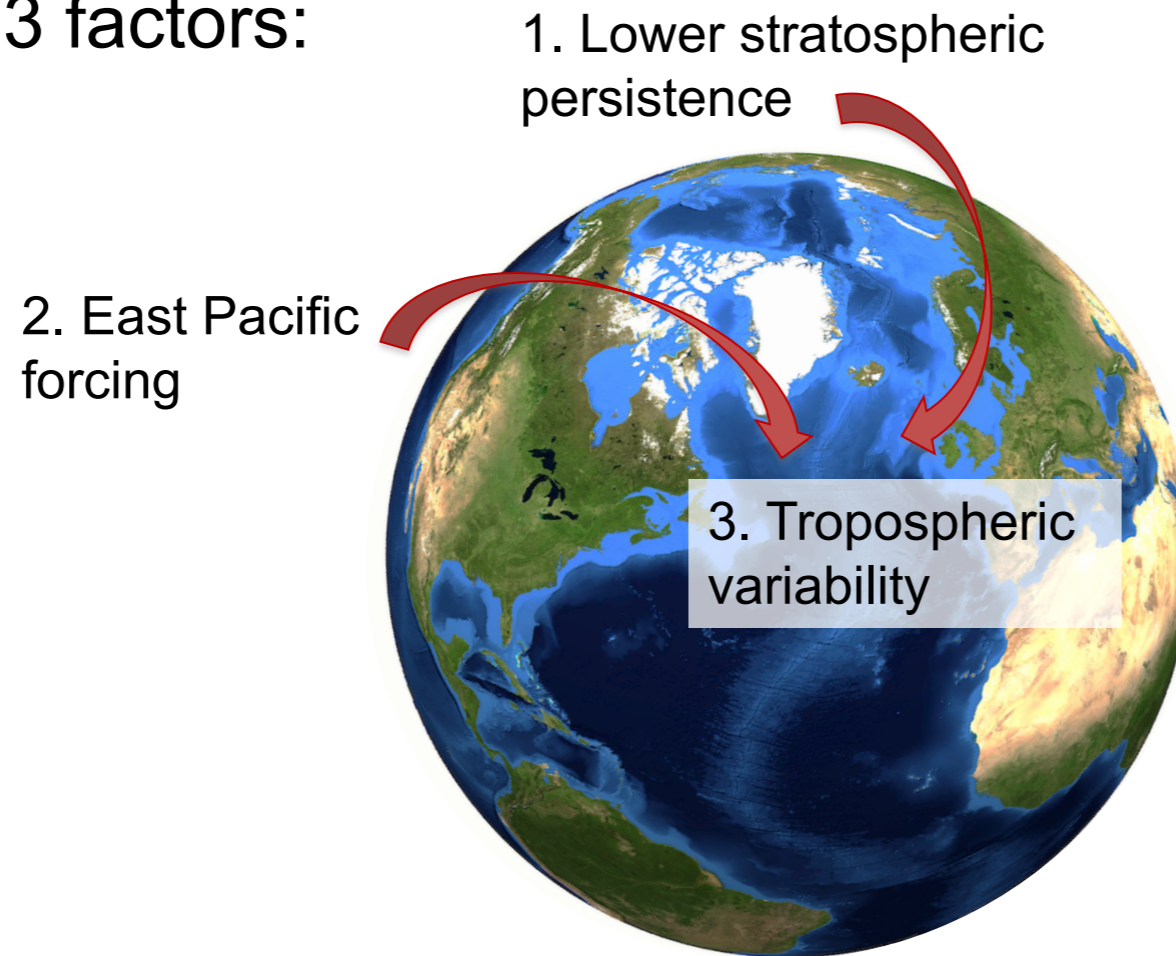 3 factors:
1. Lower stratospheric
persistence
2. East Pacific
forcing
3. Tropospheric
variability